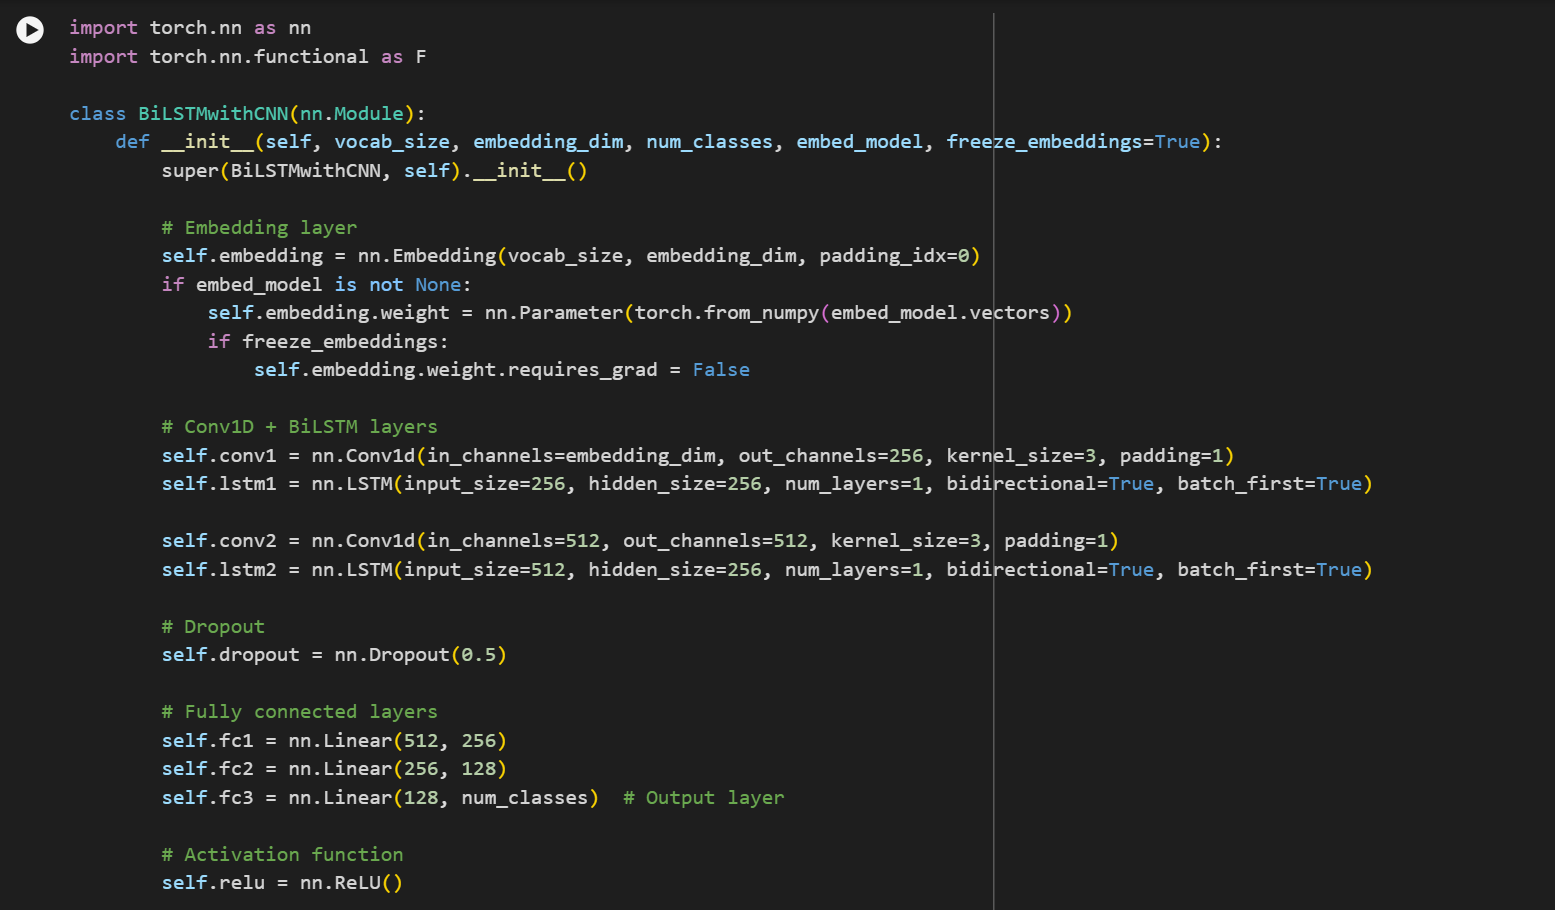 import torch.nn as nn
import torch.nn.functional as F
class BiLSTMwithCNN(nn.Module):
def __init__(self, vocab_size, embedding_dim, num_classes, embed_model, freeze_embeddings=True):
super(BiLSTMwithCNN, self).__init__()
# Embedding layer
self.embedding = nn.Embedding(vocab_size, embedding_dim, padding_idx=0)
if embed_model is not None:
self.embedding.weight = nn.Parameter(torch.from_numpy(embed_model.vectors))
if freeze_embeddings:
self.embedding.weight.requires_grad = False
# Conv1D + BiLSTM layers
self.conv1 = nn.Conv1d(in_channels=embedding_dim, out_channels=256, kernel_size=3, padding=1)
self.lstm1 = nn.LSTM(input_size=256, hidden_size=256, num_layers=1, bidirectional=True, batch_first=True)
self.conv2 = nn.Conv1d(in_channels=512, out_channels=512, kernel_size=3, padding=1)
self.lstm2 = nn.LSTM(input_size=512, hidden_size=256, num_layers=1, bidirectional=True, batch_first=True)
# Dropout
self.dropout = nn.Dropout(0.5)
# Fully connected layers
self.fc1 = nn.Linear(512, 256)
self.fc2 = nn.Linear(256, 128)
self.fc3 = nn.Linear(128, num_classes)  # Output layer
# Activation function
self.relu = nn.ReLU()